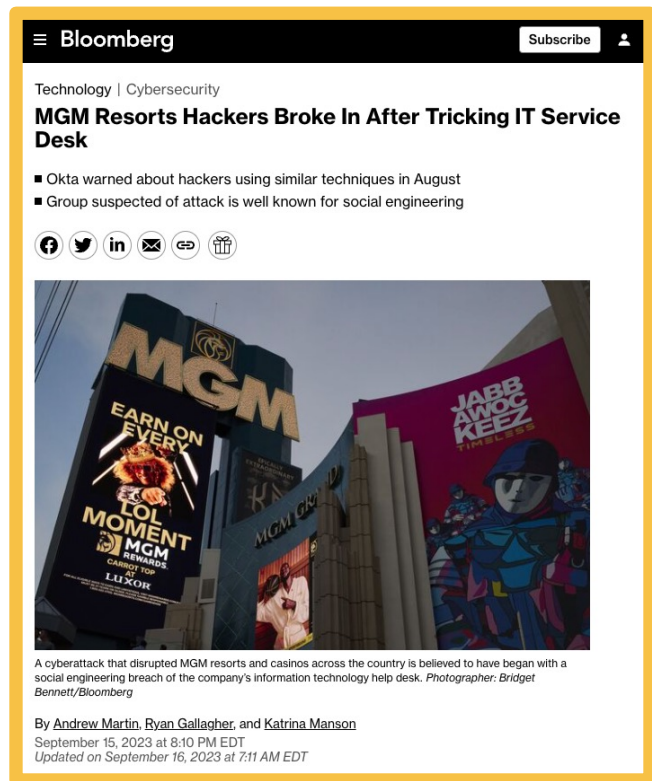 Bloomberg
Subscribe
Technology | Cybersecurity
MGM Resorts Hackers Broke In After Tricking IT Service
Desk
■ Okta warned about hackers using similar techniques in August
■ Group suspected of attack is well known for social engineering
MGM
EARN ON
EVERY
LOL
MOMENT
MGM
REWARDS
CARROT TOP
AT
LUXOR
MGM GRAND
JABB
AWOC
KEEZ
TIMELESS
A cyberattack that disrupted MGM resorts and casinos across the country is believed to have began with a
social engineering breach of the company's information technology help desk. Photographer: Bridget
Bennett/Bloomberg
By Andrew Martin, Ryan Gallagher, and Katrina Manson
September 15, 2023 at 8:10 PM EDT
Updated on September 16, 2023 at 7:11 AM EDT